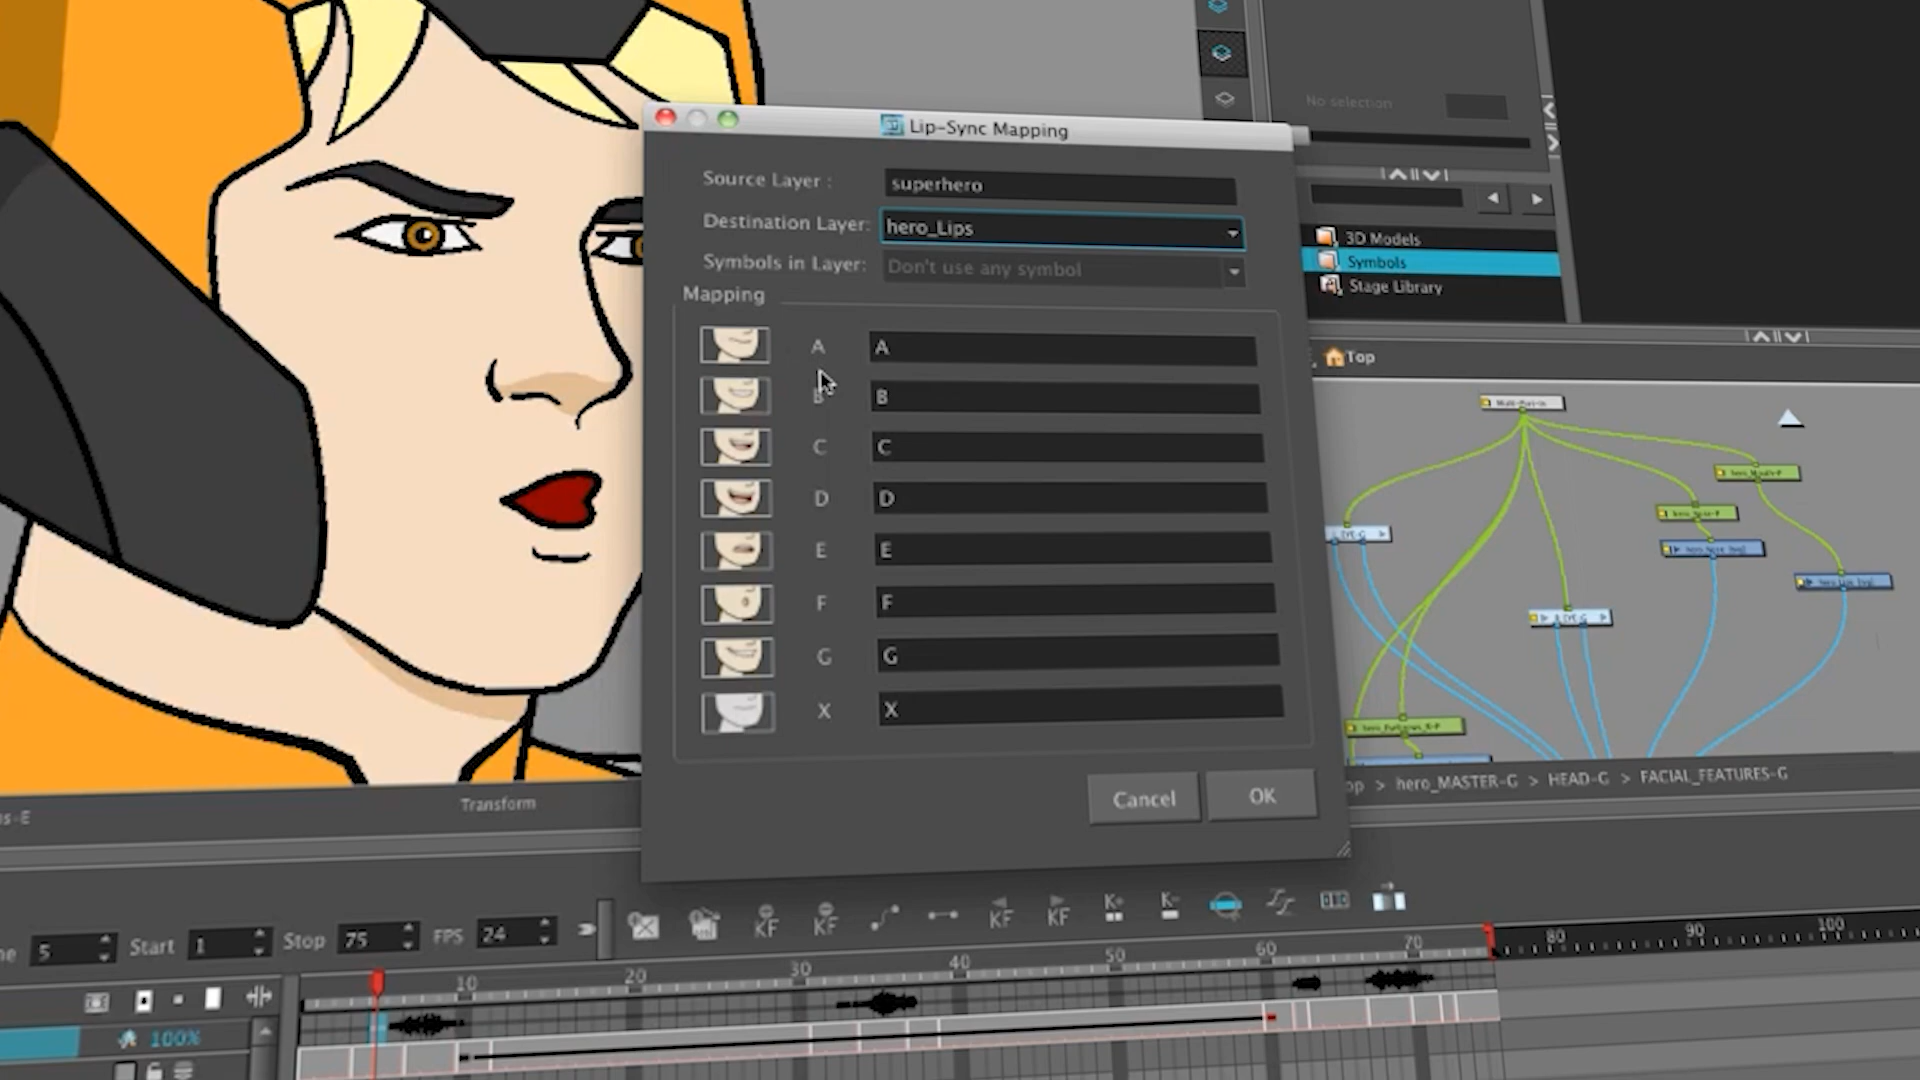 No selection
Lip-Sync Mapping
Source Layer :
superhero
Destination Layer:
hero_Lips
Symbols in Layer:
Don't use any symbol
Mapping
A
A
B
B
C
C
D
D
E
E
F
F
G
G
X
X
Cancel
OK
3D Models
Symbols
Stage Library
Top
> hero_MASTER-G > HEAD-G > FACIAL_FEATURES-G
Transform
5
Start
1
Stop
75
FPS
24
KF
KF
KF
KF
K+
K-
10
20
30
40
50
60
70
80
90
100
100%